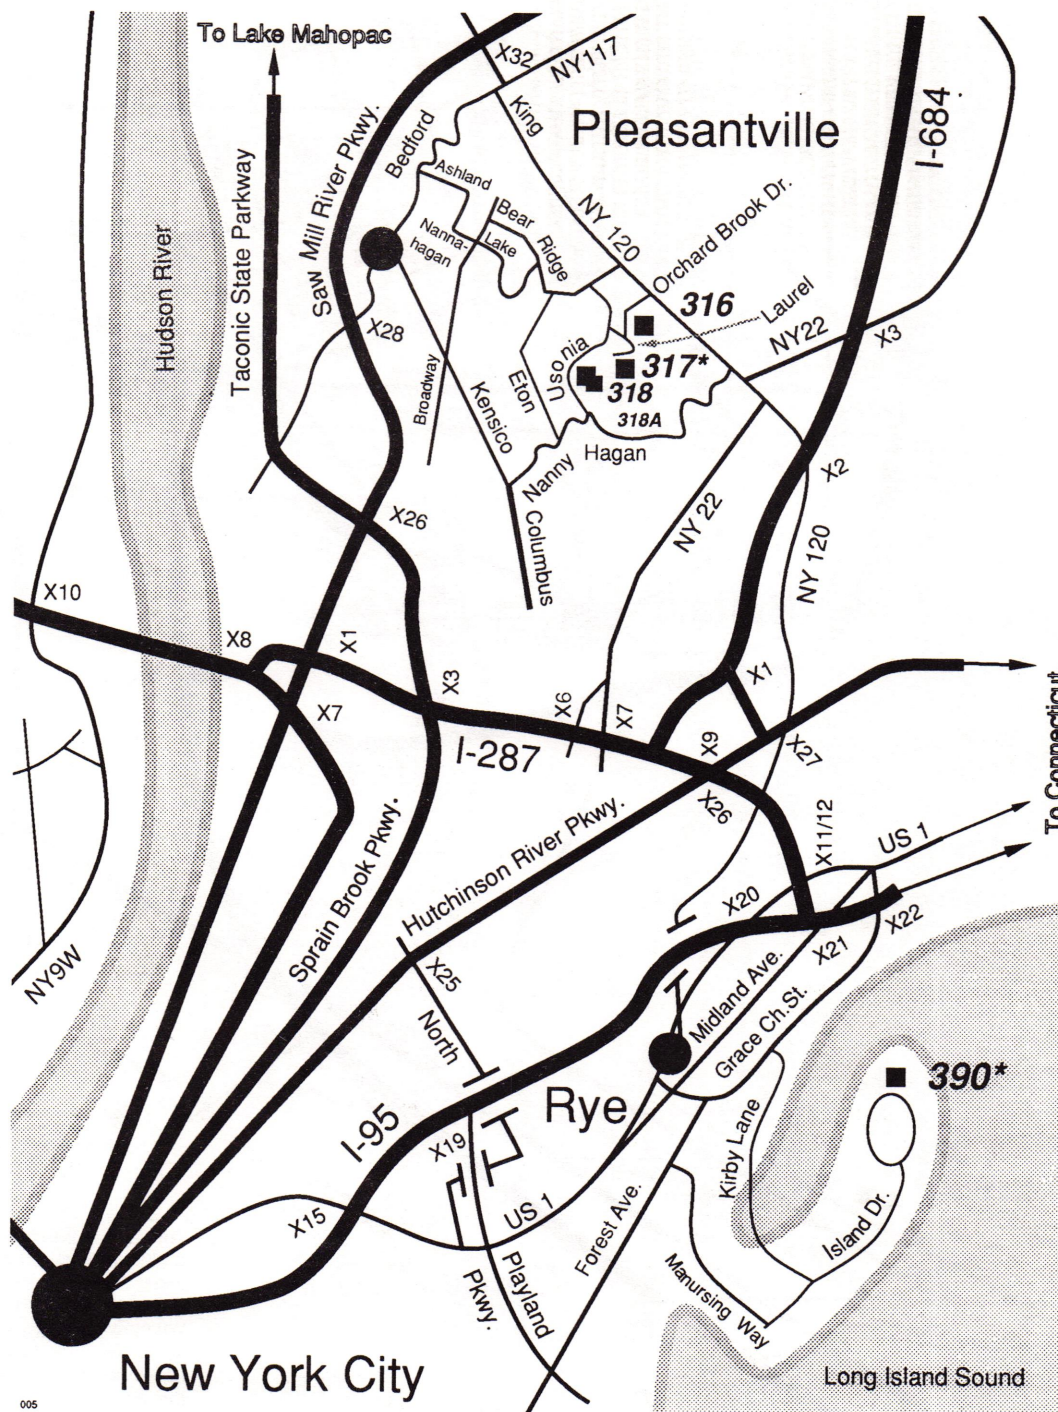 To Lake Mahopac
X32
NY117
Bedford
King
Pleasantville
I-684
Saw Mill River Pkwy.
Taconic State Parkway
Hudson River
Ashland
Nanna-
hagan
Bear
Lake
Ridge
NY 120
Orchard Brook Dr.
316
Laurel
NY22
X3
X28
Broadway
Kensico
Eton
Usonia
317*
318
318A
Hagan
Nanny
Columbus
X2
NY 22
NY 120
X26
X10
X8
X1
X3
X7
X6
X7
X1
X9
X27
I-287
X26
To Connecticut
Hutchinson River Pkwy.
Sprain Brook Pkwy.
X11/12
US 1
X20
X22
X21
NY9W
X25
North
Midland Ave.
Grace Ch.St.
390*
Rye
I-95
X19
Kirby Lane
Island Dr.
X15
US 1
Forest Ave.
Manursing Way
Playland
Pkwy.
New York City
Long Island Sound
005